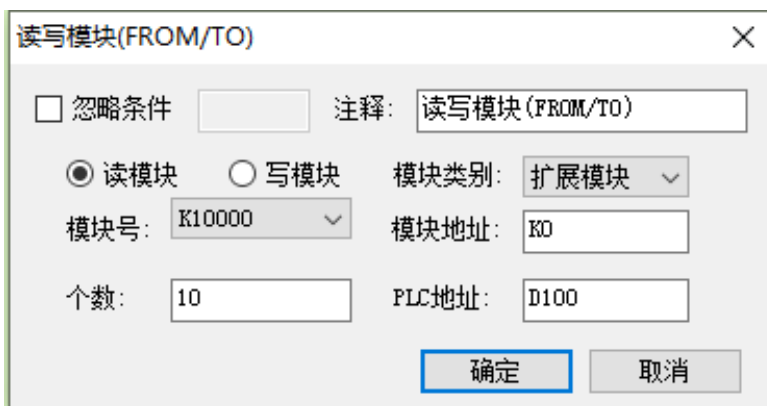 读写模块(FROM/TO)
忽略条件 注释: 读写模块(FROM/TO)
读模块 写模块 模块类别: 扩展模块
模块号: K10000 模块地址: K0
个数: 10 PLC地址: D100
确定 取消